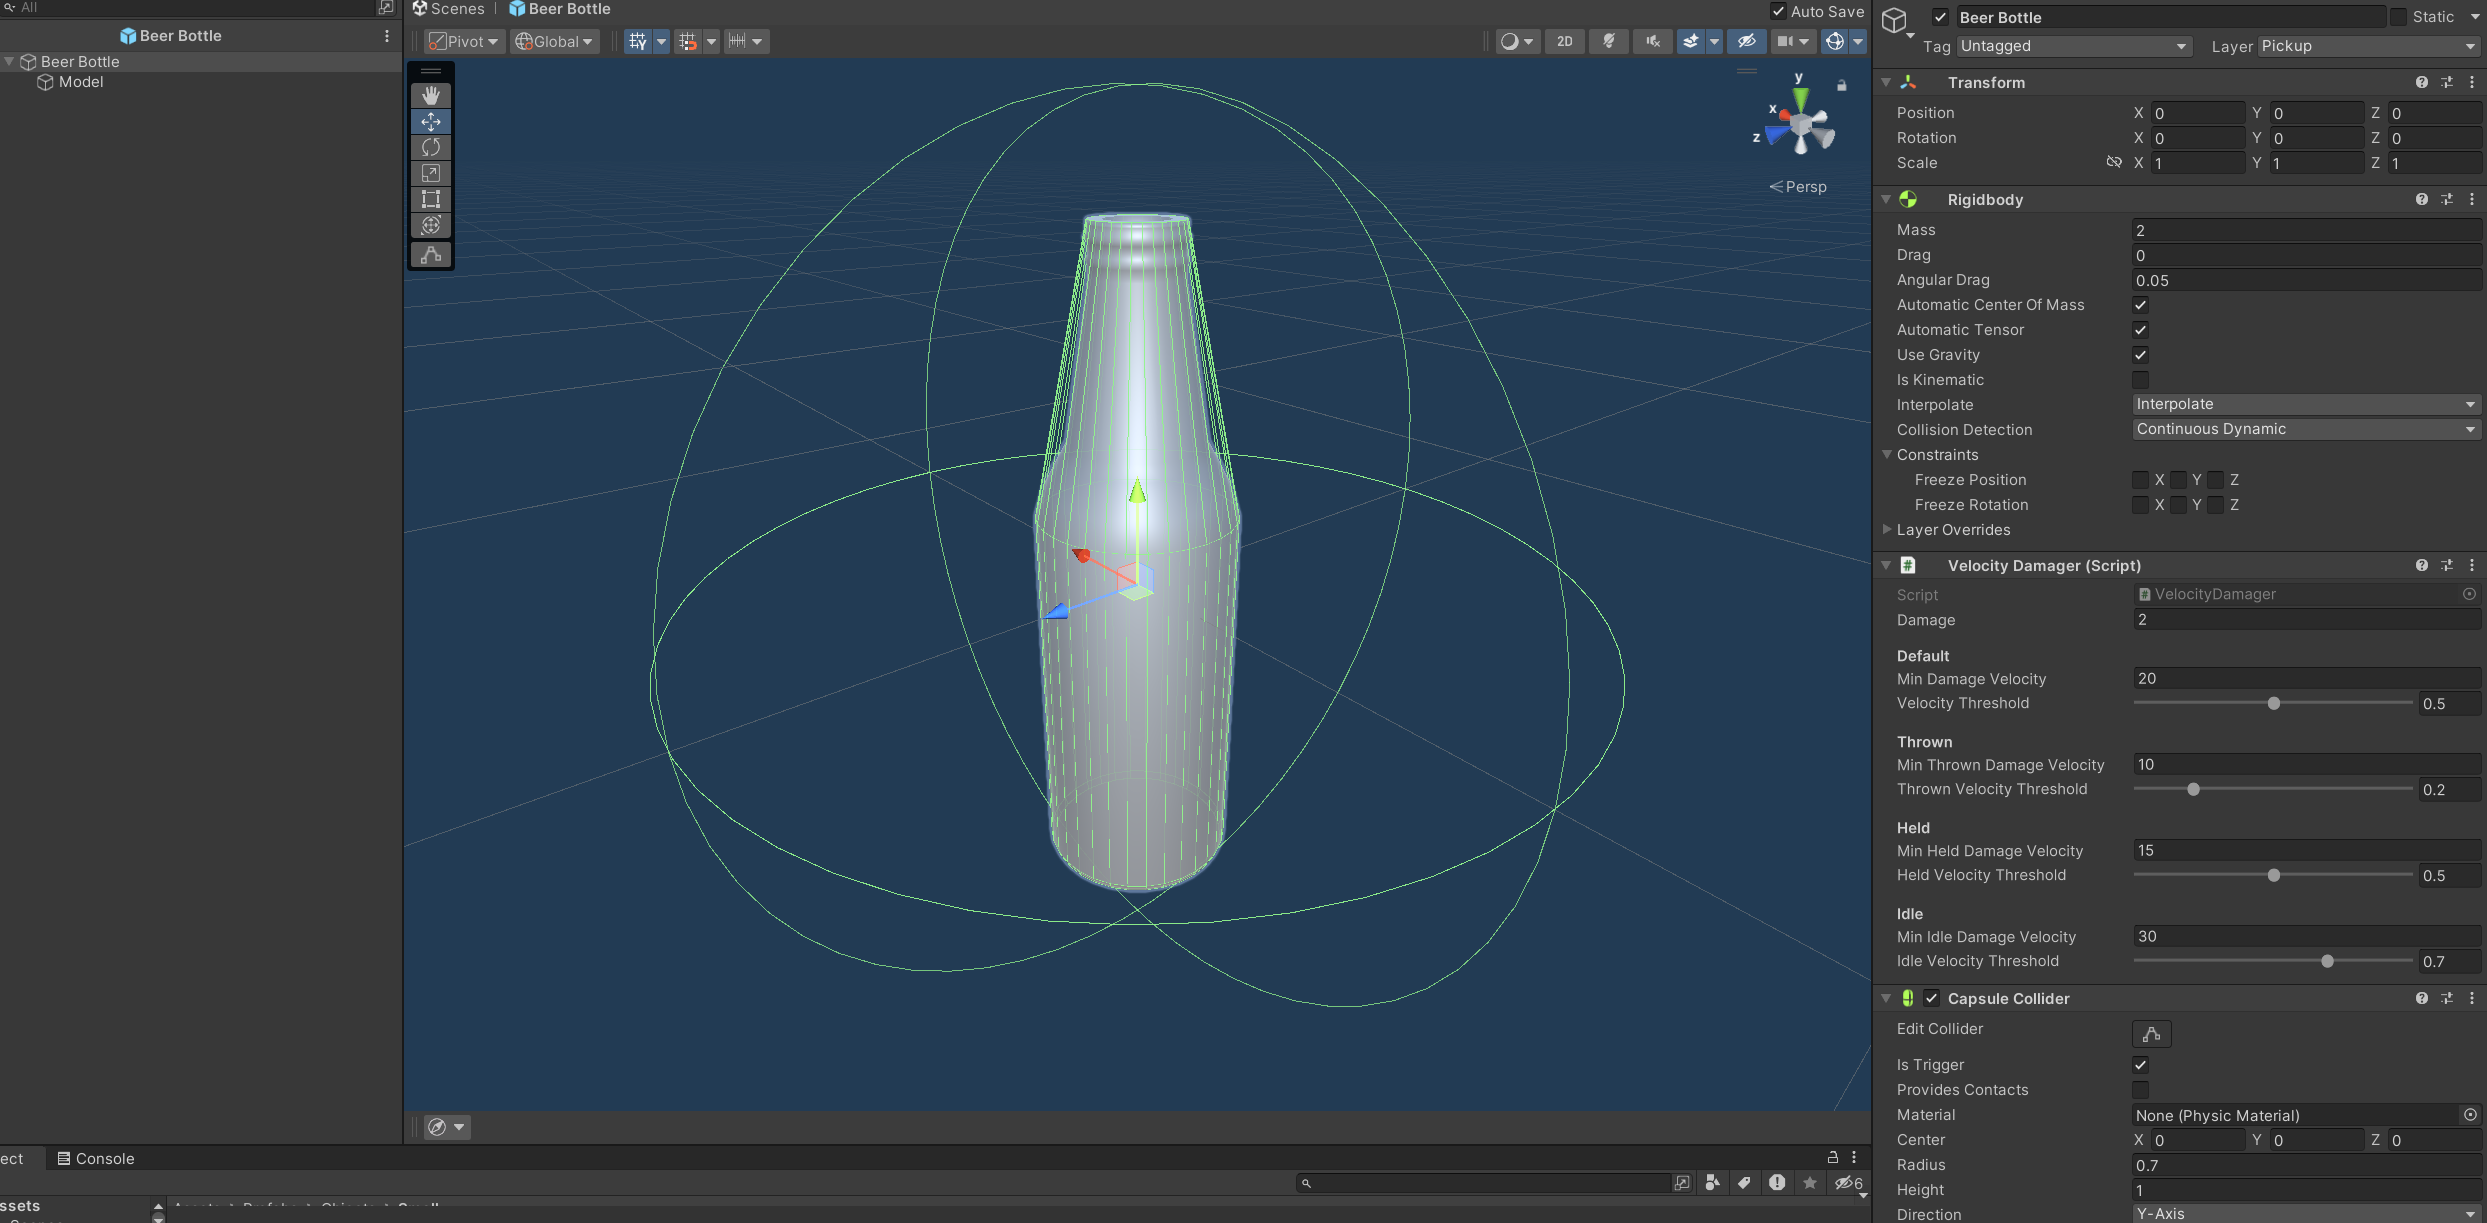 All
Beer Bottle
Beer Bottle
Model
Scenes | Beer Bottle
Auto Save
Pivot Global 2D
y
x
z
Persp
ect Console
6
ssets
Assets Prefabs Objects Small
Beer Bottle Static
Tag Untagged Layer Pickup
Transform
Position X 0 Y 0 Z 0
Rotation X 0 Y 0 Z 0
Scale X 1 Y 1 Z 1
Rigidbody
Mass 2
Drag 0
Angular Drag 0.05
Automatic Center Of Mass
Automatic Tensor
Use Gravity
Is Kinematic
Interpolate Interpolate
Collision Detection Continuous Dynamic
Constraints
Freeze Position X Y Z
Freeze Rotation X Y Z
Layer Overrides
# Velocity Damager (Script)
Script # VelocityDamager
Damage 2
Default
Min Damage Velocity 20
Velocity Threshold 0.5
Thrown
Min Thrown Damage Velocity 10
Thrown Velocity Threshold 0.2
Held
Min Held Damage Velocity 15
Held Velocity Threshold 0.5
Idle
Min Idle Damage Velocity 30
Idle Velocity Threshold 0.7
Capsule Collider
Edit Collider
Is Trigger
Provides Contacts
Material None (Physic Material)
Center X 0 Y 0 Z 0
Radius 0.7
Height 1
Direction Y-Axis